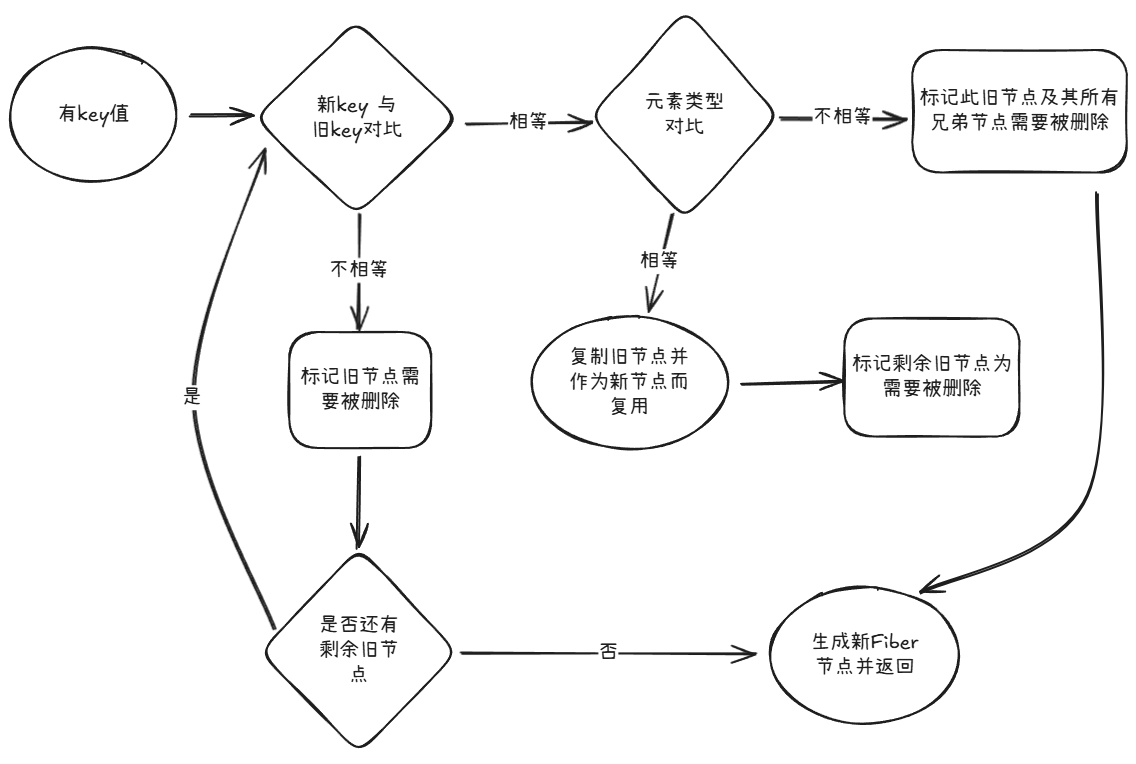 有key值
新key 与
旧key对比
相等
元素类型
对比
不相等
标记此旧节点及其所有
兄弟节点需要被删除
不相等
相等
标记旧节点需
要被删除
复制旧节点并
作为新节点而
复用
标记剩余旧节点为
需要被删除
是
是否还有
剩余旧节
点
否
生成新Fiber
节点并返回